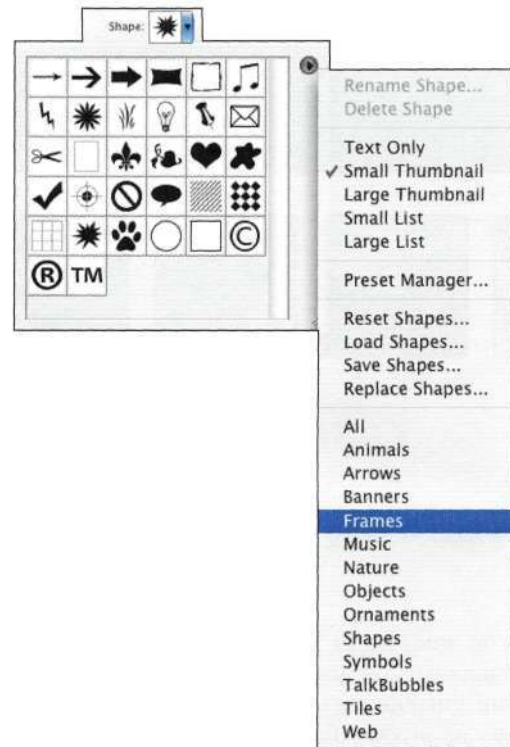 Shape:
©
® TM
Rename Shape...
Delete Shape
Text Only
✓ Small Thumbnail
Large Thumbnail
Small List
Large List
Preset Manager...
Reset Shapes...
Load Shapes...
Save Shapes...
Replace Shapes...
All
Animals
Arrows
Banners
Frames
Music
Nature
Objects
Ornaments
Shapes
Symbols
TalkBubbles
Tiles
Web